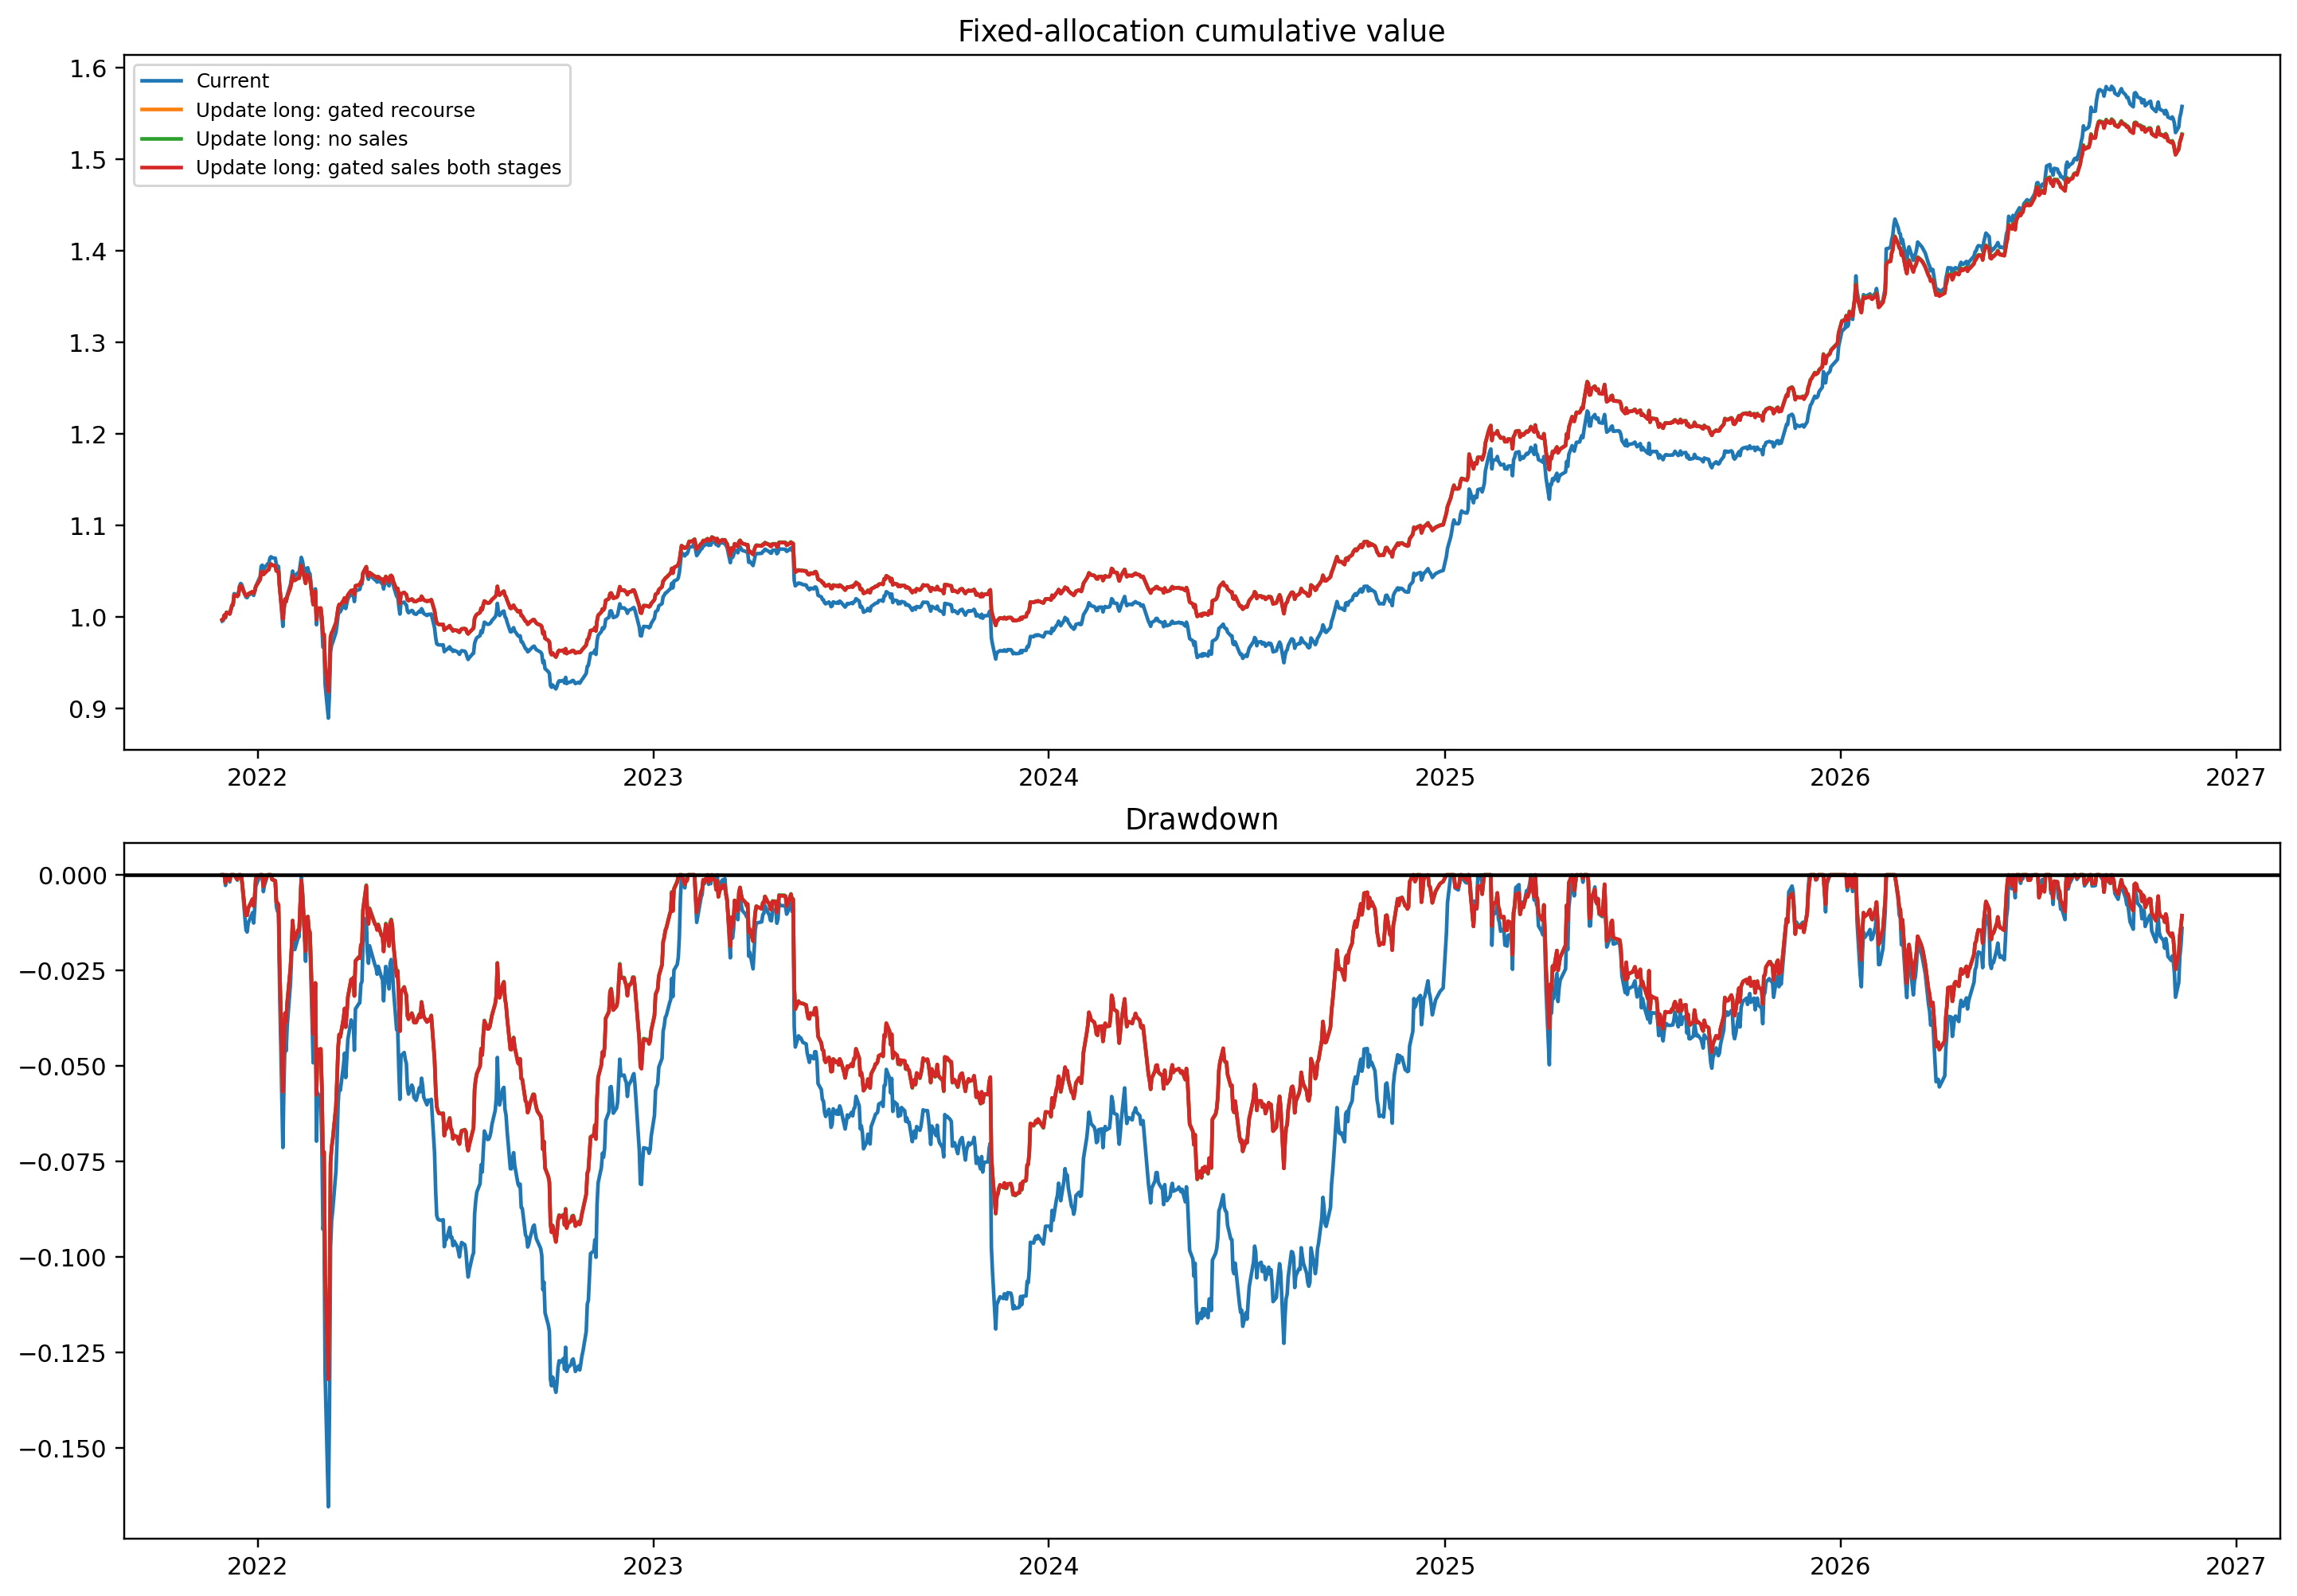 Fixed-allocation cumulative value
1.6
1.5
1.4
1.3
1.2
1.1
1.0
0.9
Current
Update long: gated recourse
Update long: no sales
Update long: gated sales both stages
2022 2023 2024 2025 2026 2027
Drawdown
0.000
−0.025
−0.050
−0.075
−0.100
−0.125
−0.150
2022 2023 2024 2025 2026 2027